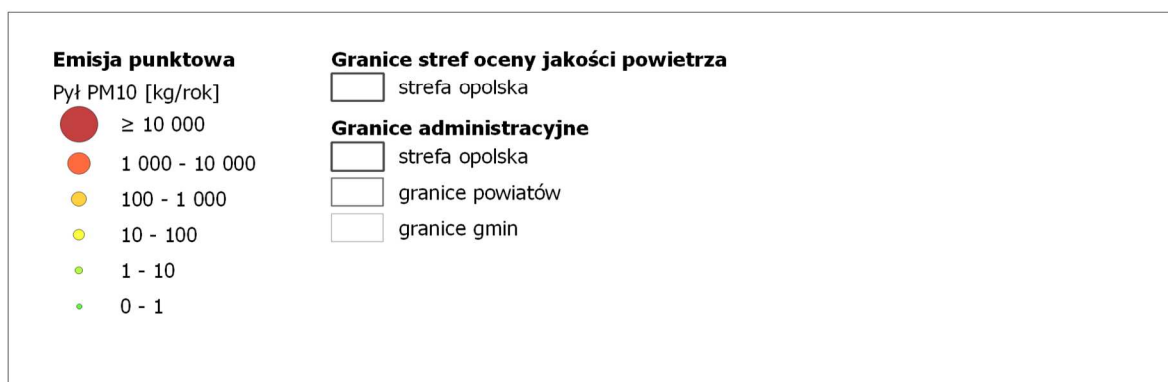 Emisja punktowa
Pył PM10 [kg/rok]
≥ 10 000
1 000 - 10 000
100 - 1 000
10 - 100
1 - 10
0 - 1
Granice stref oceny jakości powietrza
strefa opolska
Granice administracyjne
strefa opolska
granice powiatów
granice gmin